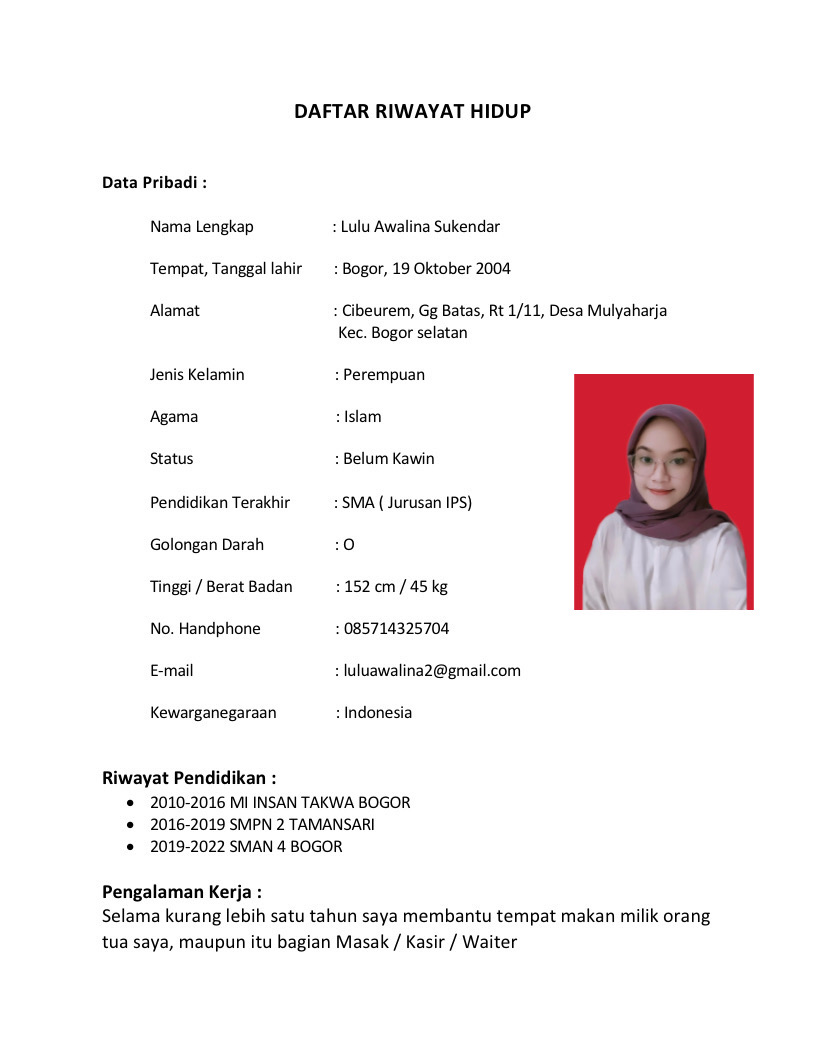 DAFTAR RIWAYAT HIDUP
Data Pribadi :
Nama Lengkap : Lulu Awalina Sukendar
Tempat, Tanggal lahir : Bogor, 19 Oktober 2004
Alamat : Cibeurem, Gg Batas, Rt 1/11, Desa Mulyaharja
Kec. Bogor selatan
Jenis Kelamin : Perempuan
Agama : Islam
Status : Belum Kawin
Pendidikan Terakhir : SMA ( Jurusan IPS)
Golongan Darah : O
Tinggi / Berat Badan : 152 cm / 45 kg
No. Handphone : 085714325704
E-mail : luluawalina2@gmail.com
Kewarganegaraan : Indonesia
Riwayat Pendidikan :
• 2010-2016 MI INSAN TAKWA BOGOR
• 2016-2019 SMPN 2 TAMANSARI
• 2019-2022 SMAN 4 BOGOR
Pengalaman Kerja :
Selama kurang lebih satu tahun saya membantu tempat makan milik orang
tua saya, maupun itu bagian Masak / Kasir / Waiter